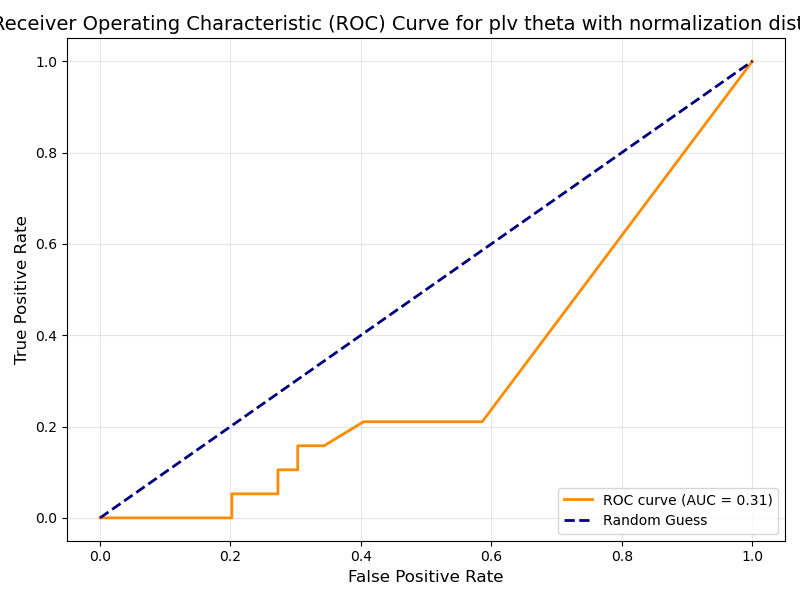 Receiver Operating Characteristic (ROC) Curve for plv theta with normalization dist
True Positive Rate
1.0
0.8
0.6
0.4
0.2
0.0
ROC curve (AUC = 0.31)
Random Guess
0.0 0.2 0.4 0.6 0.8 1.0
False Positive Rate